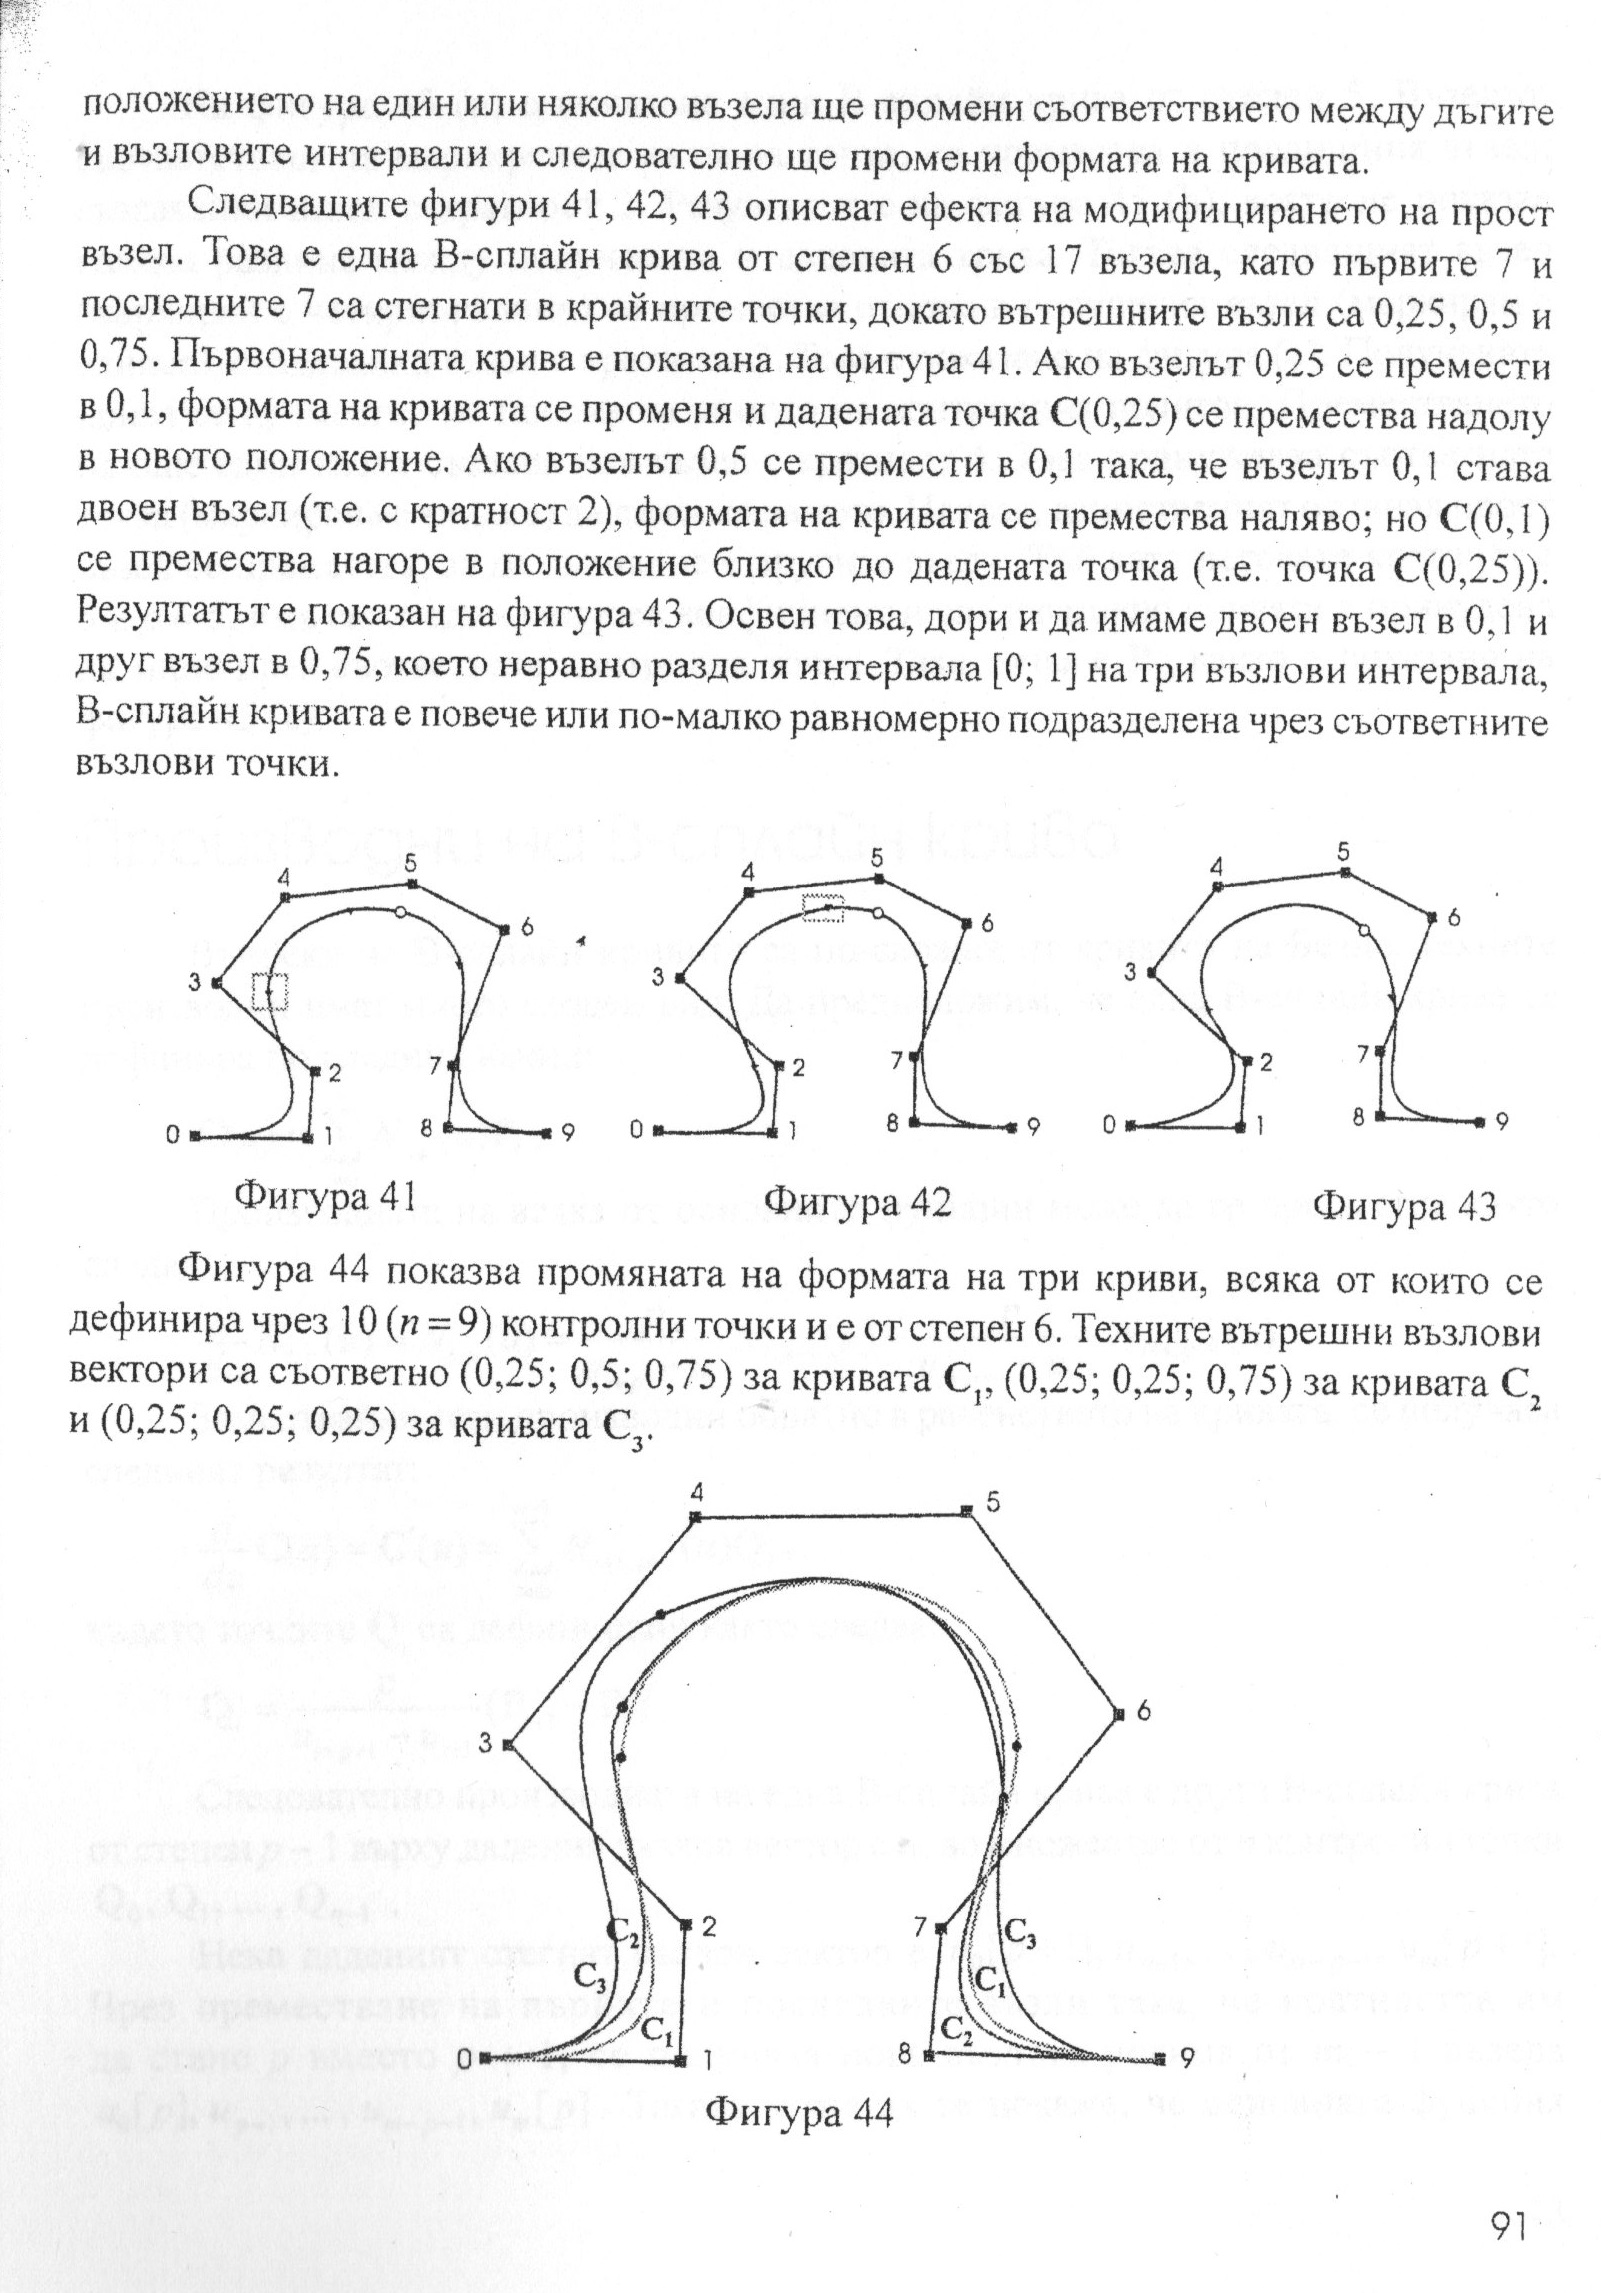 положението на един или няколко възела ще промени съответствието между дъгите
и възловите интервали и следователно ще промени формата на кривата.
Следващите фигури 41, 42, 43 описват ефекта на модифицирането на прост
възел. Това е една В-сплайн крива от степен 6 със 17 възела, като първите 7 и
последните 7 са стегнати в крайните точки, докато вътрешните възли са 0,25, 0,5 и
0,75. Първоначалната крива е показана на фигура 41. Ако възелът 0,25 се премести
в 0,1, формата на кривата се променя и дадената точка C(0,25) се премества надолу
в новото положение. Ако възелът 0,5 се премести в 0,1 така, че възелът 0,1 става
двоен възел (т.е. с кратност 2), формата на кривата се премества наляво; но C(0,1)
се премества нагоре в положение близко до дадената точка (т.е. точка C(0,25)).
Резултатът е показан на фигура 43. Освен това, дори и да имаме двоен възел в 0,1 и
друг възел в 0,75, което неравно разделя интервала [0; 1] на три възлови интервала,
В-сплайн кривата е повече или по-малко равномерно подразделена чрез съответните
възлови точки.
0 1 2 3 4 5 6 7 8 9
0 1 2 3 4 5 6 7 8 9
0 1 2 3 4 5 6 7 8 9
Фигура 41 Фигура 42 Фигура 43
Фигура 44 показва промяната на формата на три криви, всяка от които се
дефинира чрез 10 (n = 9) контролни точки и е от степен 6. Техните вътрешни възлови
вектори са съответно (0,25; 0,5; 0,75) за кривата C₁, (0,25; 0,25; 0,75) за кривата C₂
и (0,25; 0,25; 0,25) за кривата C₃.
4 5
3 6
2 7
C₂ C₃
C₃ C₁
C₁ C₂
0 1 8 9
Фигура 44
91